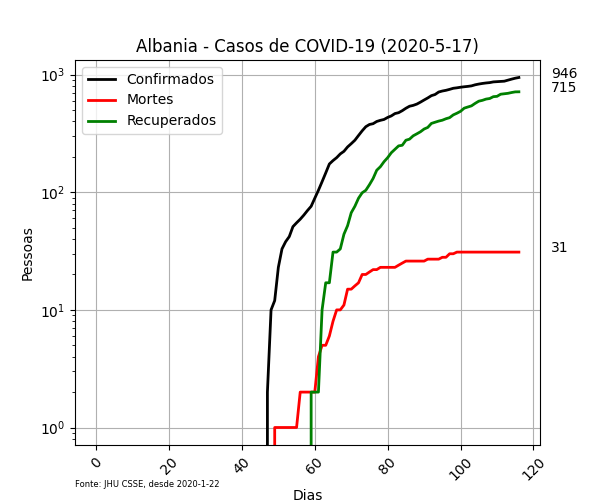 Albania - Casos de COVID-19 (2020-5-17)
Confirmados
Mortes
Recuperados
946
715
31
10³
10²
10¹
10⁰
Pessoas
0
20
40
60
80
100
120
Dias
Fonte: JHU CSSE, desde 2020-1-22